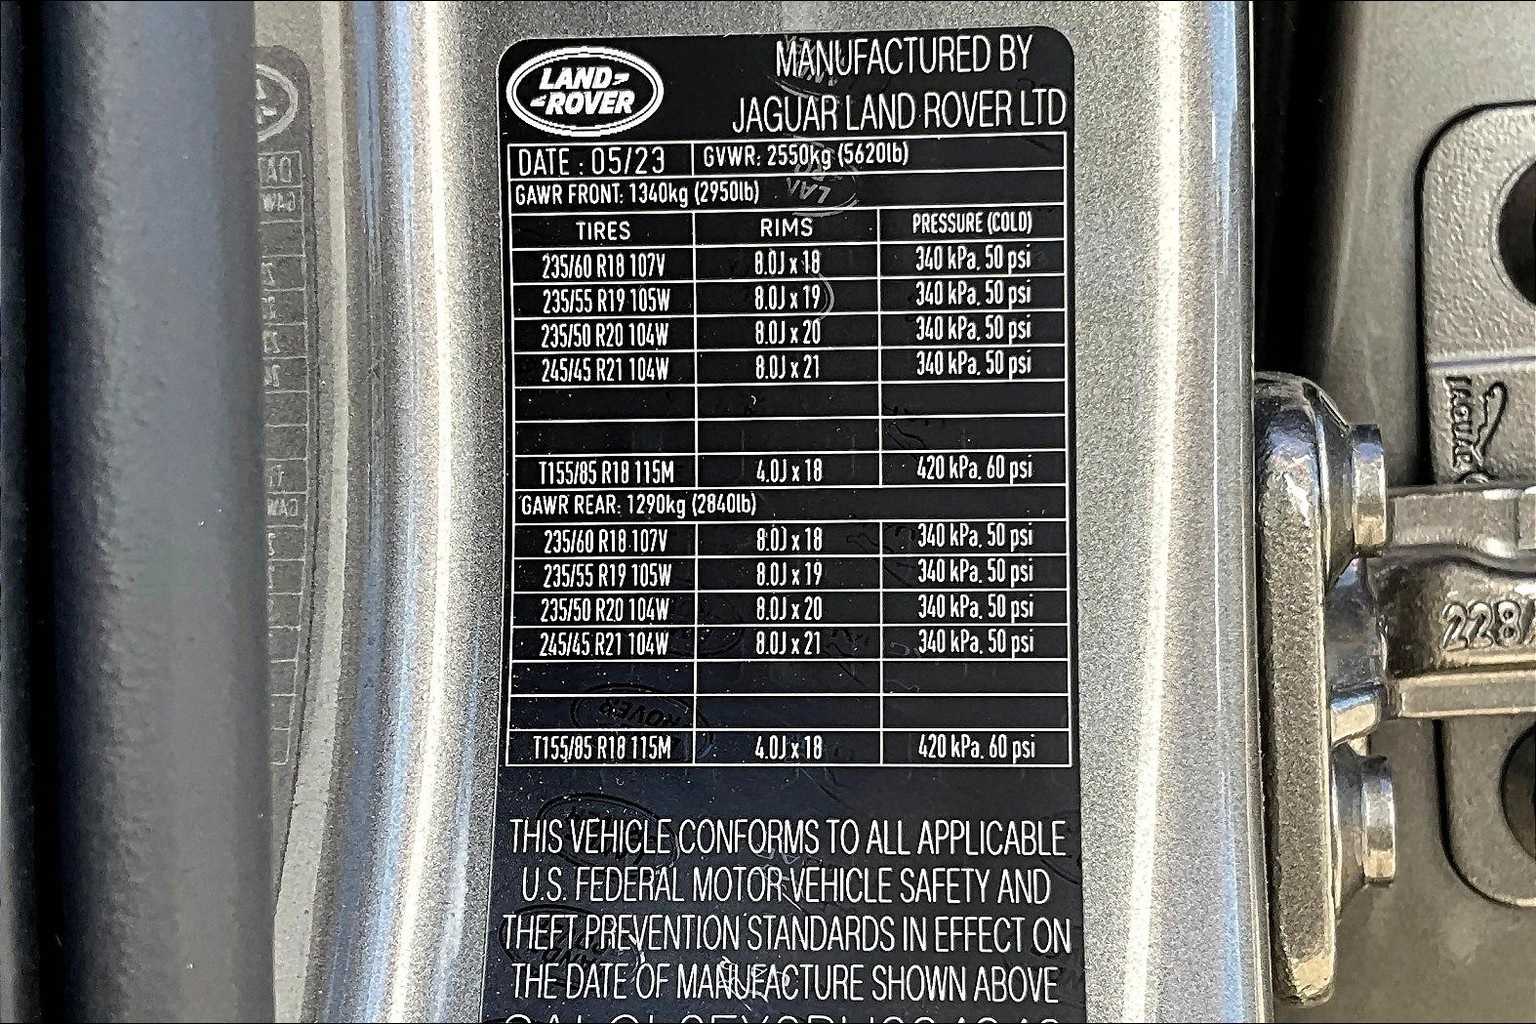 LAND
ROVER
MANUFACTURED BY
JAGUAR LAND ROVER LTD
DATE : 05/23 GVWR: 2550kg (5620lb)
GAWR FRONT: 1340kg (2950lb)
TIRES RIMS PRESSURE (COLD)
235/60 R18 107V 8.0J x 18 340 kPa. 50 psi
235/55 R19 105W 8.0J x 19 340 kPa. 50 psi
235/50 R20 104W 8.0J x 20 340 kPa. 50 psi
245/45 R21 104W 8.0J x 21 340 kPa. 50 psi
T155/85 R18 115M 4.0J x 18 420 kPa. 60 psi
GAWR REAR: 1290kg (2840lb)
235/60 R18 107V 8.0J x 18 340 kPa. 50 psi
235/55 R19 105W 8.0J x 19 340 kPa. 50 psi
235/50 R20 104W 8.0J x 20 340 kPa. 50 psi
245/45 R21 104W 8.0J x 21 340 kPa. 50 psi
T155/85 R18 115M 4.0J x 18 420 kPa. 60 psi
THIS VEHICLE CONFORMS TO ALL APPLICABLE
U.S. FEDERAL MOTOR VEHICLE SAFETY AND
THEFT PREVENTION STANDARDS IN EFFECT ON
THE DATE OF MANUFACTURE SHOWN ABOVE
JAGUAR
228